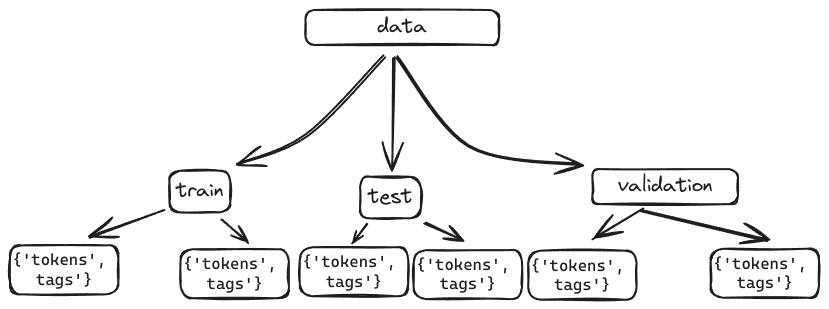 data
train
test
validation
{'tokens',
tags'}
{'tokens',
tags'}
{'tokens',
tags'}
{'tokens',
tags'}
{'tokens',
tags'}
{'tokens',
tags'}